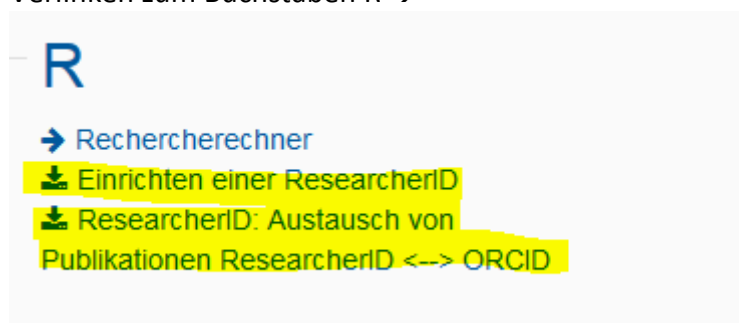 R
Rechercherechner
Einrichten einer ResearcherID
ResearcherID: Austausch von
Publikationen ResearcherID <--> ORCID